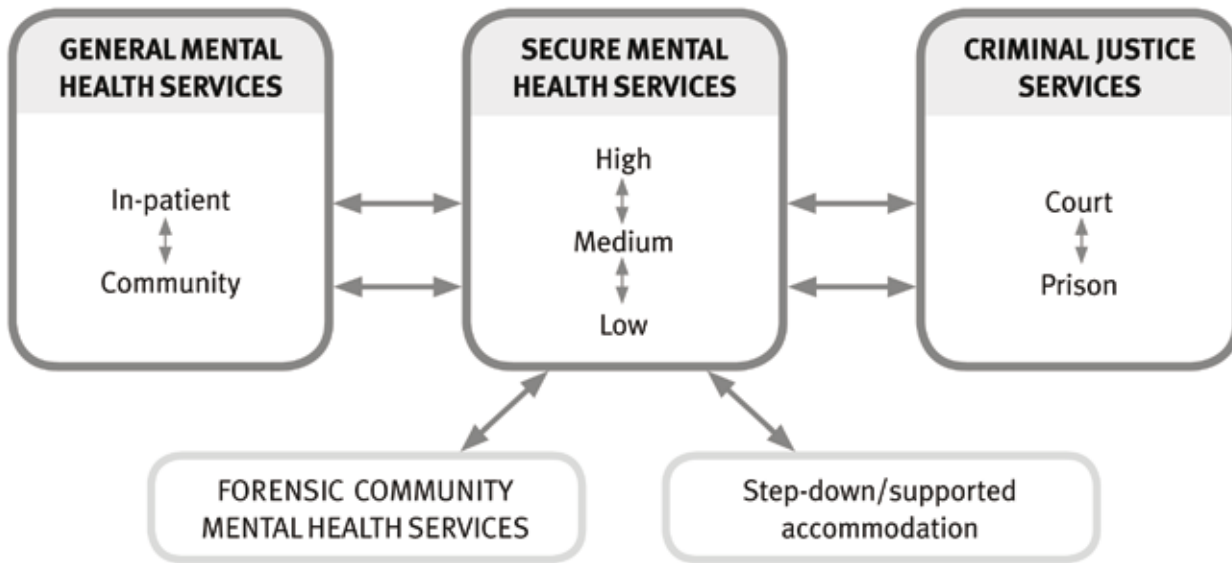 GENERAL MENTAL
HEALTH SERVICES
In-patient
Community
SECURE MENTAL
HEALTH SERVICES
High
Medium
Low
CRIMINAL JUSTICE
SERVICES
Court
Prison
FORENSIC COMMUNITY
MENTAL HEALTH SERVICES
Step-down/supported
accommodation